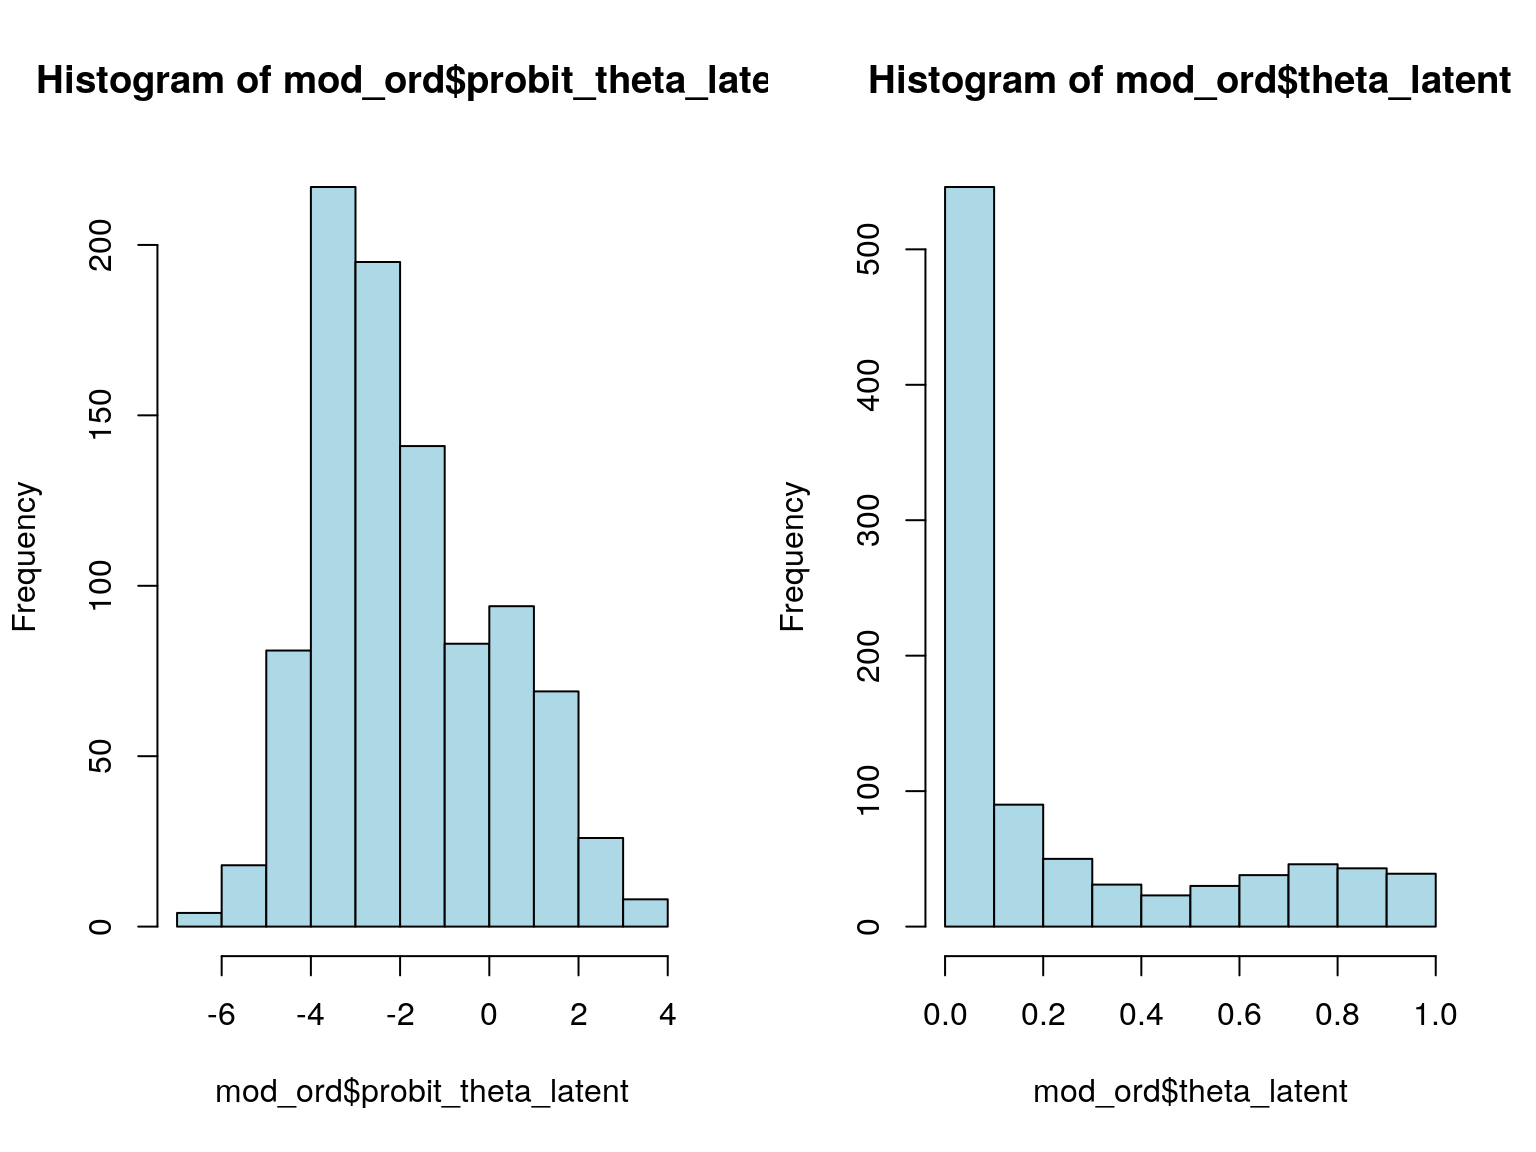 Histogram of mod_ord$probit_theta_late
Frequency
200
150
100
50
0
-6 -4 -2 0 2 4
mod_ord$probit_theta_latent
Histogram of mod_ord$theta_latent
Frequency
500
400
300
200
100
0
0.0 0.2 0.4 0.6 0.8 1.0
mod_ord$theta_latent